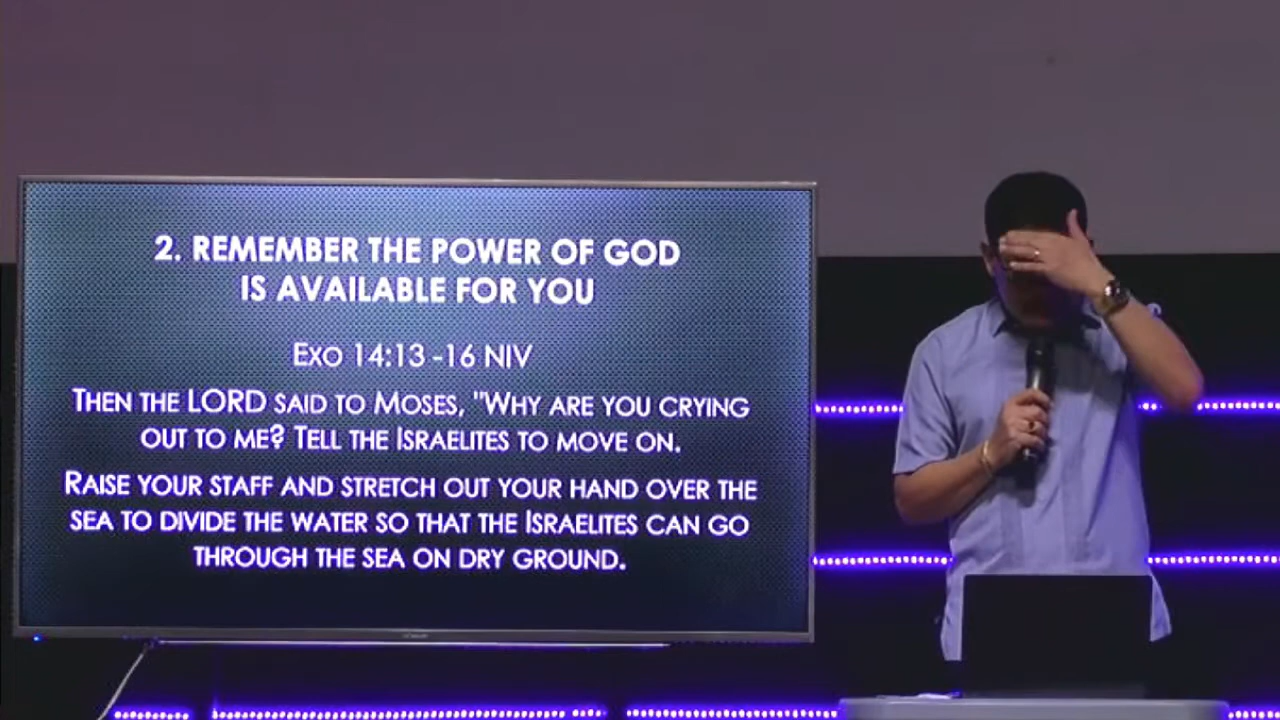 2. REMEMBER THE POWER OF GOD
IS AVAILABLE FOR YOU
EXO 14:13 -16 NIV
THEN THE LORD SAID TO MOSES, "WHY ARE YOU CRYING
OUT TO ME? TELL THE ISRAELITES TO MOVE ON.
RAISE YOUR STAFF AND STRETCH OUT YOUR HAND OVER THE
SEA TO DIVIDE THE WATER SO THAT THE ISRAELITES CAN GO
THROUGH THE SEA ON DRY GROUND.